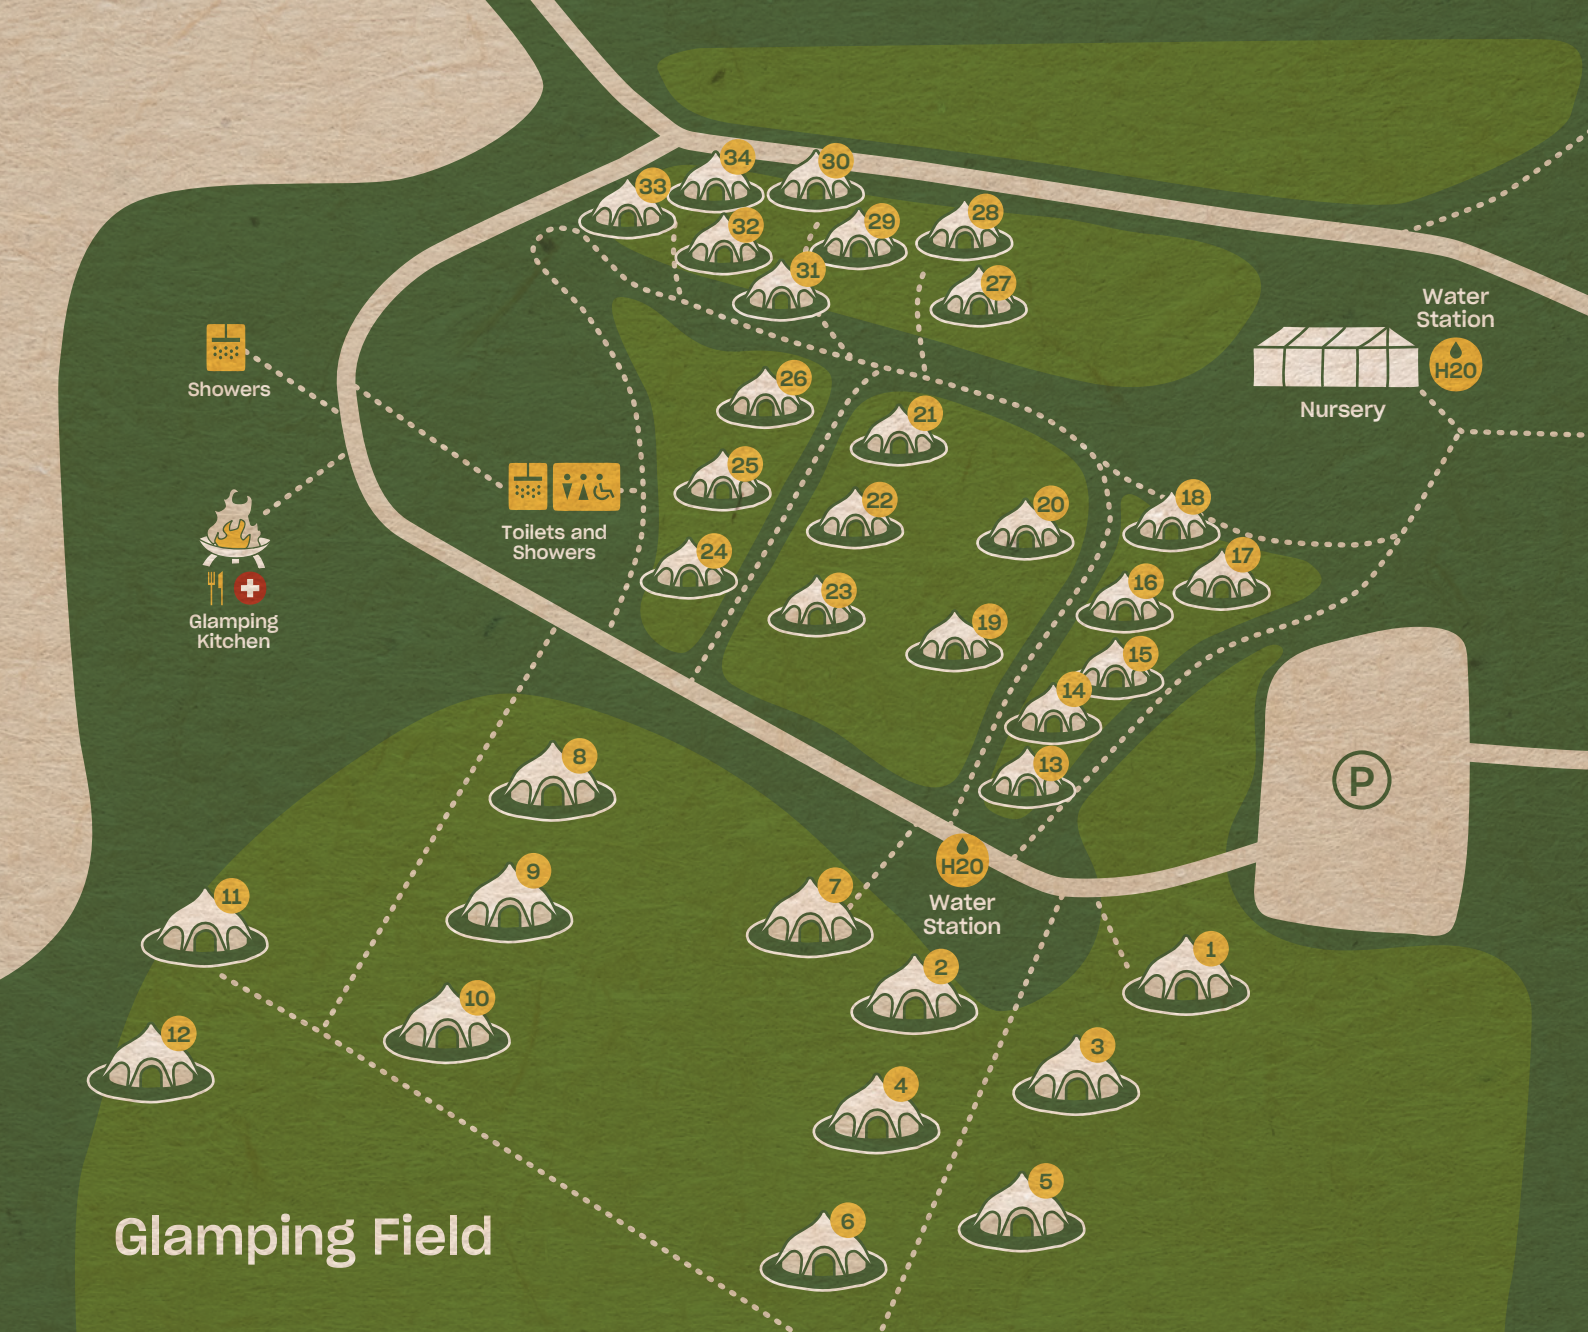 34
30
33
32
29
28
31
27
Water
Station
H20
Nursery
Showers
26
21
25
22
20
18
Toilets and
Showers
24
17
16
23
19
Glamping
Kitchen
15
14
13
P
8
H20
Water
Station
9
7
11
2
1
10
12
3
4
5
6
Glamping Field